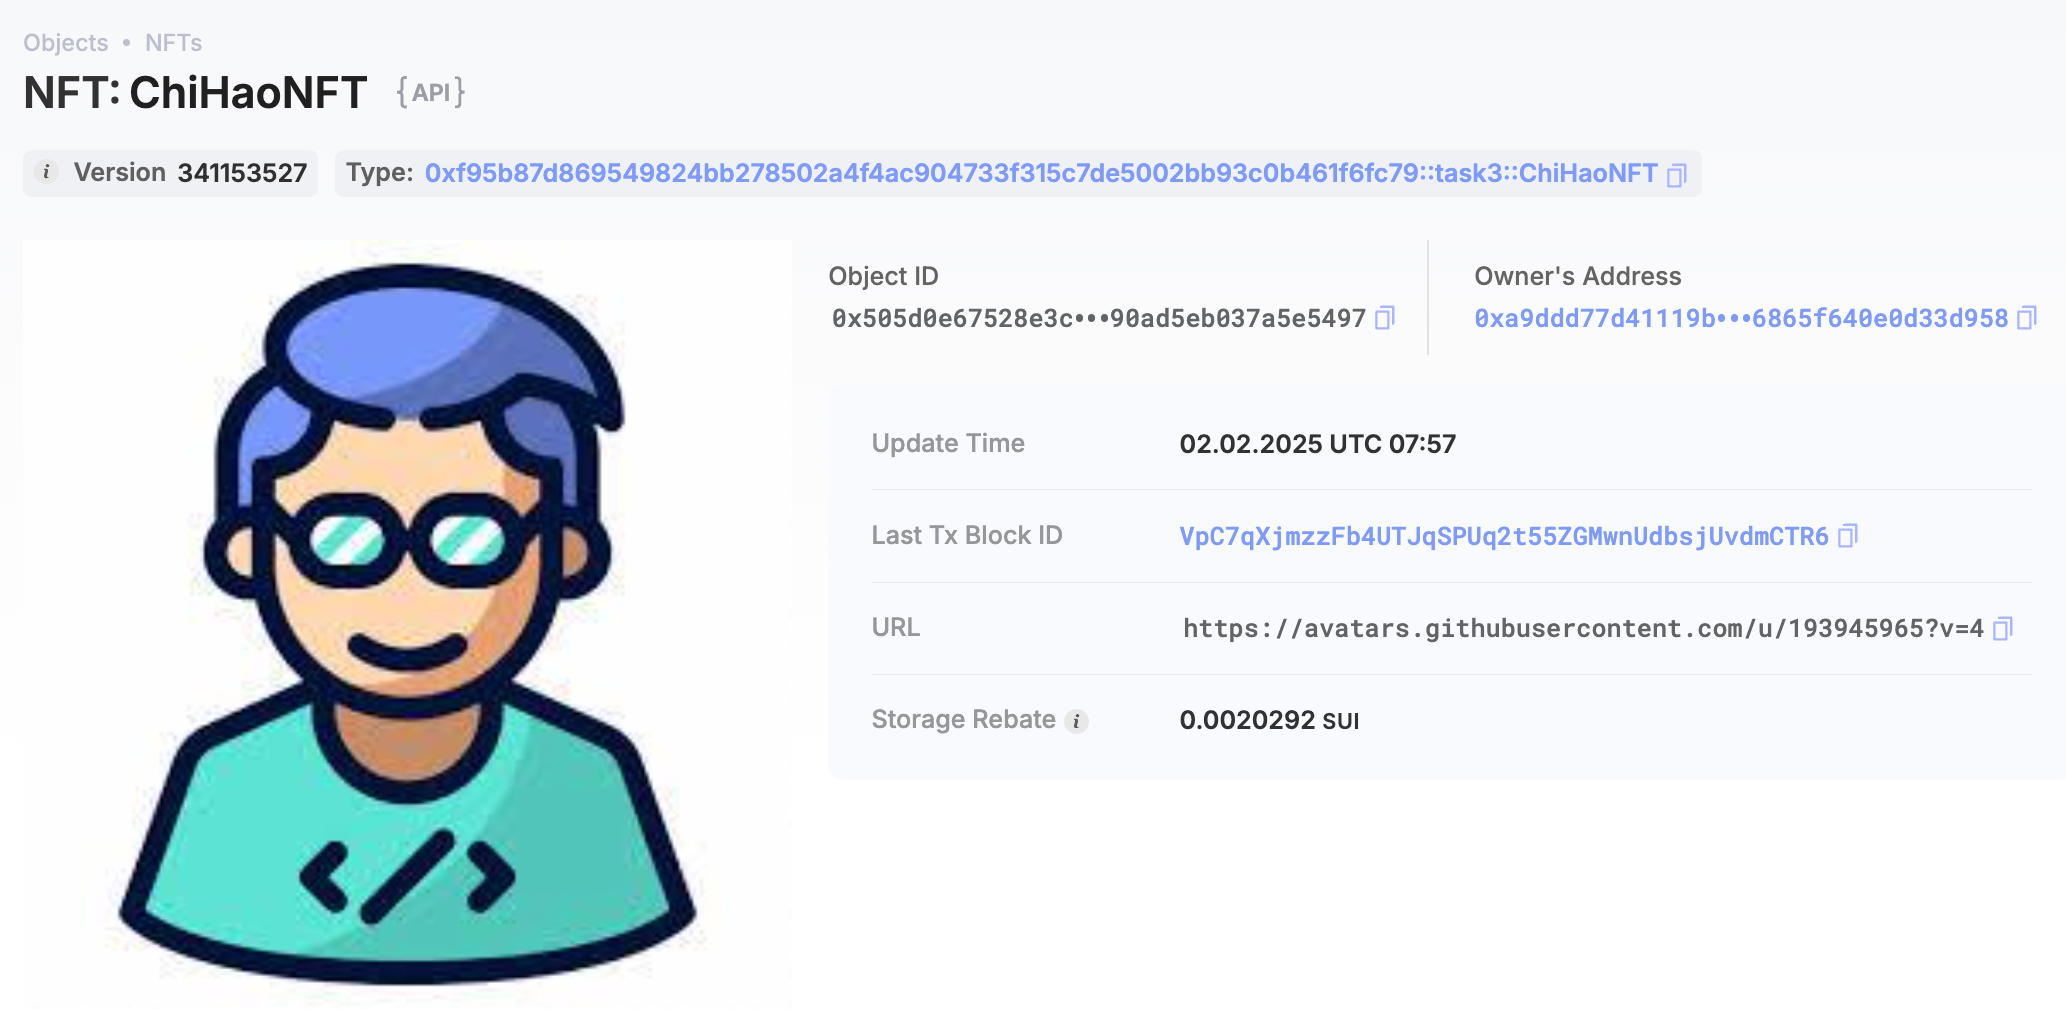 Objects • NFTs
NFT: ChiHaoNFT {API}
i Version 341153527 Type: 0xf95b87d869549824bb278502a4f4ac904733f315c7de5002bb93c0b461f6fc79::task3::ChiHaoNFT
Object ID
0x505d0e67528e3c•••90ad5eb037a5e5497
Owner's Address
0xa9ddd77d41119b•••6865f640e0d33d958
Update Time 02.02.2025 UTC 07:57
Last Tx Block ID VpC7qXjmzzFb4UTJqSPUq2t55ZGMwnUdbsjUvdmCTR6
URL https://avatars.githubusercontent.com/u/193945965?v=4
Storage Rebate i 0.0020292 SUI
</>